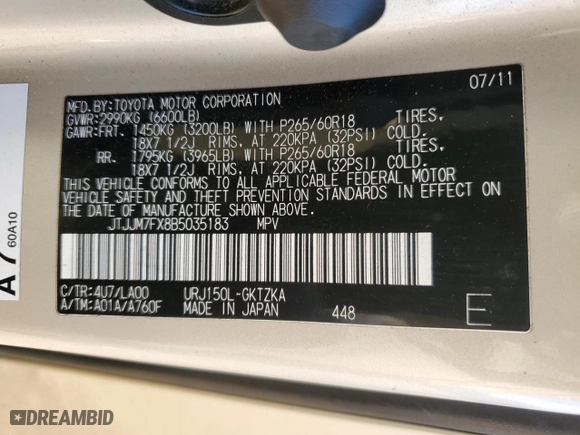 07/11
MFD.BY:TOYOTA MOTOR CORPORATION
GVWR:2990KG (6600LB)
GAWR:FRT. 1450KG (3200LB) WITH P265/60R18 TIRES,
18X7 1/2J RIMS, AT 220KPA (32PSI) COLD.
RR. 1795KG (3965LB) WITH P265/60R18 TIRES,
18X7 1/2J RIMS, AT 220KPA (32PSI) COLD.
THIS VEHICLE CONFORMS TO ALL APPLICABLE FEDERAL MOTOR
VEHICLE SAFETY AND THEFT PREVENTION STANDARDS IN EFFECT
ON THE DATE OF MANUFACTURE SHOWN ABOVE.
JTJJM7FX8B5035183 MPV
C/TR:4U7/LA00 URJ150L-GKTZKA
A/TM:A01A/A760F MADE IN JAPAN 448 E
A7
60A10
DREAMBID